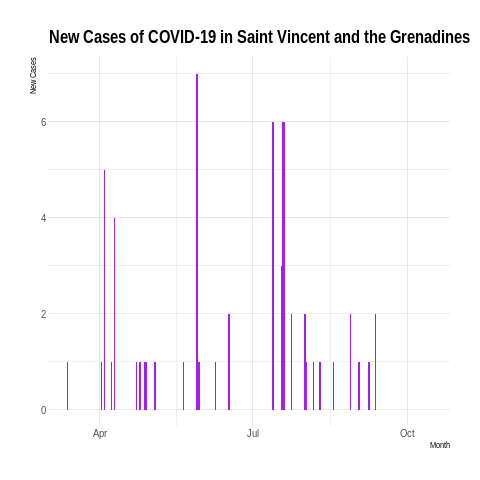 New Cases of COVID-19 in Saint Vincent and the Grenadines
New Cases
6
4
2
0
Apr Jul Oct
Month